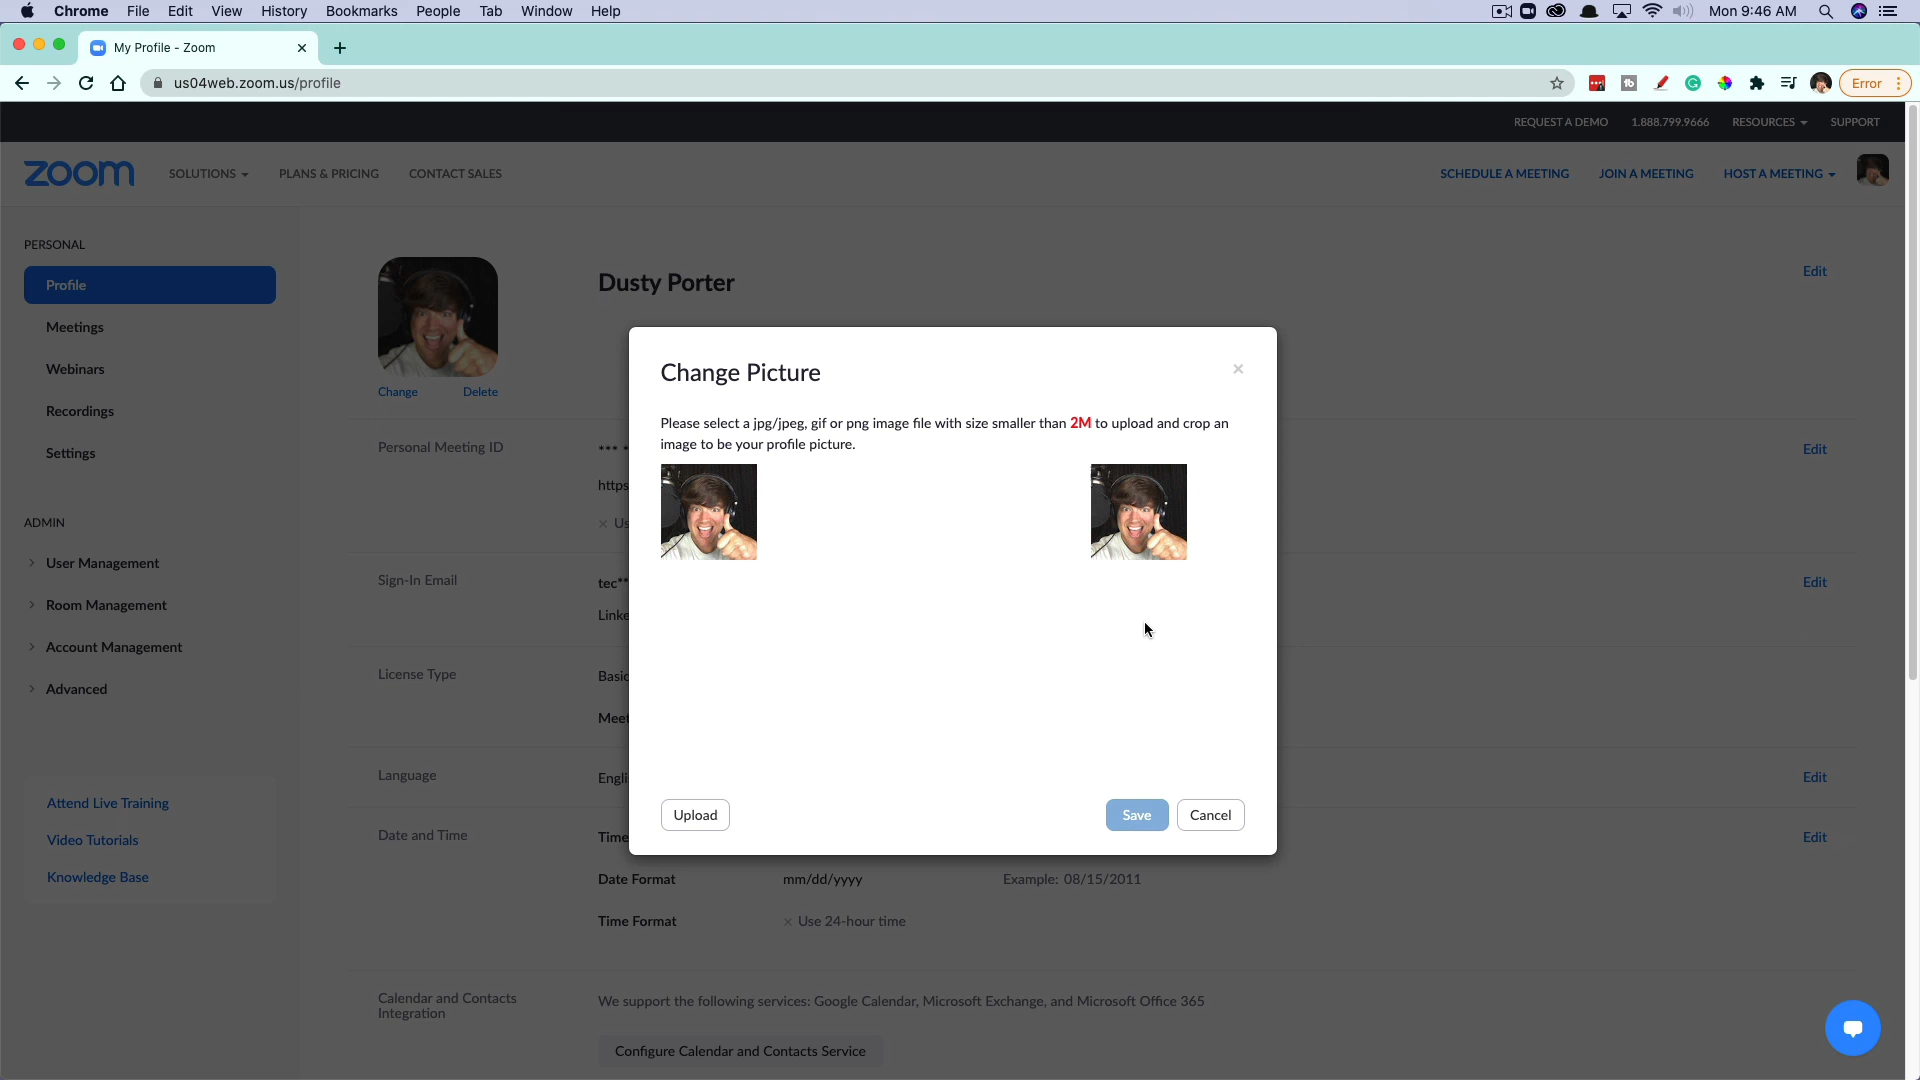 Chrome File Edit View History Bookmarks People Tab Window Help Mon 9:46 AM
My Profile - Zoom
us04web.zoom.us/profile Error
REQUEST A DEMO 1.888.799.9666 RESOURCES SUPPORT
zoom SOLUTIONS PLANS & PRICING CONTACT SALES SCHEDULE A MEETING JOIN A MEETING HOST A MEETING
PERSONAL
Profile
Meetings
Webinars
Recordings
Settings
ADMIN
User Management
Room Management
Account Management
Advanced
Attend Live Training
Video Tutorials
Knowledge Base
Dusty Porter Edit
Change Delete
Personal Meeting ID *** * Edit
https
× Us
Sign-In Email tec** Edit
Linke
License Type Basic
Meet
Language Engli Edit
Date and Time Time Edit
Date Format mm/dd/yyyy Example: 08/15/2011
Time Format × Use 24-hour time
Calendar and Contacts
Integration
We support the following services: Google Calendar, Microsoft Exchange, and Microsoft Office 365
Configure Calendar and Contacts Service
Change Picture ×
Please select a jpg/jpeg, gif or png image file with size smaller than 2M to upload and crop an
image to be your profile picture.
Upload Save Cancel